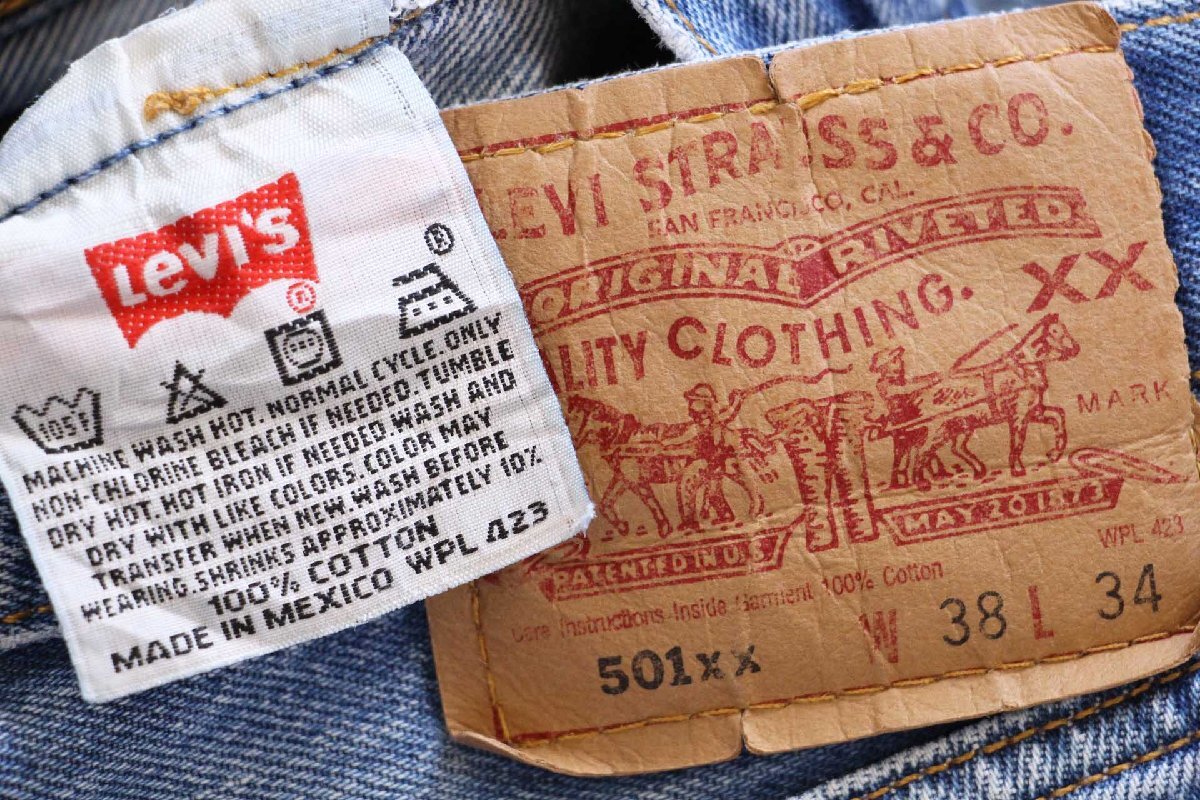 Levi's
®
®
105
MACHINE WASH HOT. NORMAL CYCLE. ONLY
NON-CHLORINE BLEACH IF NEEDED. TUMBLE
DRY HOT. HOT IRON IF NEEDED WASH AND
DRY WITH LIKE COLORS. COLOR MAY
TRANSFER WHEN NEW. WASH BEFORE
WEARING. SHRINKS APPROXIMATELY 10%
100% COTTON
MADE IN MEXICO WPL 423
LEVI STRAUSS & CO.
SAN FRANCISCO, CAL.
ORIGINAL RIVETED
LITY CLOTHING. XX
MARK
PATENTED IN U.S.
MAY 20 1873
WPL 423
Care Instructions Inside Garment 100% Cotton
501XX W 38 L 34